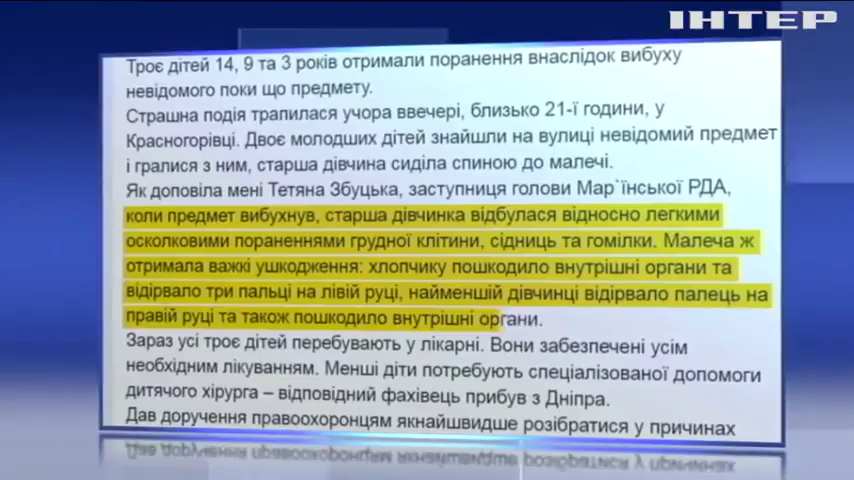 ІНТЕР
Троє дітей 14, 9 та 3 років отримали поранення внаслідок вибуху
невідомого поки що предмету.
Страшна подія трапилася учора ввечері, близько 21-ї години, у
Красногорівці. Двоє молодших дітей знайшли на вулиці невідомий предмет
і гралися з ним, старша дівчина сиділа спиною до малечі.
Як доповіла мені Тетяна Збуцька, заступниця голови Мар`їнської РДА,
коли предмет вибухнув, старша дівчинка відбулася відносно легкими
осколковими пораненнями грудної клітини, сідниць та гомілки. Малеча ж
отримала важкі ушкодження: хлопчику пошкодило внутрішні органи та
відірвало три пальці на лівій руці, найменшій дівчинці відірвало палець на
правій руці та також пошкодило внутрішні органи.
Зараз усі троє дітей перебувають у лікарні. Вони забезпечені усім
необхідним лікуванням. Менші діти потребують спеціалізованої допомоги
дитячого хірурга – відповідний фахівець прибув з Дніпра.
Дав доручення правоохоронцям якнайшвидше розібратися у причинах